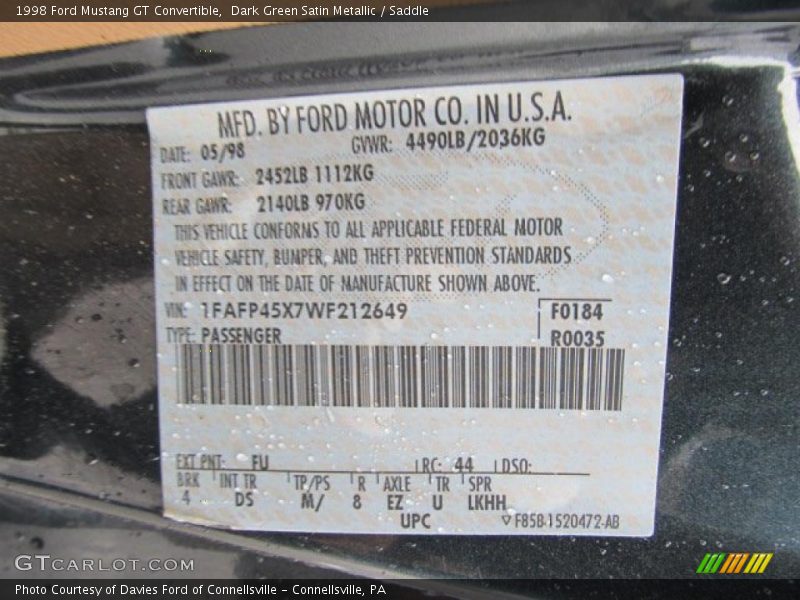 1998 Ford Mustang GT Convertible,  Dark Green Satin Metallic / Saddle
MFD. BY FORD MOTOR CO. IN U.S.A.
DATE: 05/98 GVWR: 4490LB/2036KG
FRONT GAWR: 2452LB 1112KG
REAR GAWR: 2140LB 970KG
THIS VEHICLE CONFORMS TO ALL APPLICABLE FEDERAL MOTOR
VEHICLE SAFETY, BUMPER, AND THEFT PREVENTION STANDARDS
IN EFFECT ON THE DATE OF MANUFACTURE SHOWN ABOVE.
VIN: 1FAFP45X7WF212649 F0184
TYPE: PASSENGER R0035
EXT PNT: FU RC: 44 DSO:
BRK INT TR TP/PS R AXLE TR SPR
4 DS M/ 8 EZ U LKHH
UPC ▽F85B-1520472-AB
GTCARLOT.COM
Photo Courtesy of Davies Ford of Connellsville – Connellsville, PA